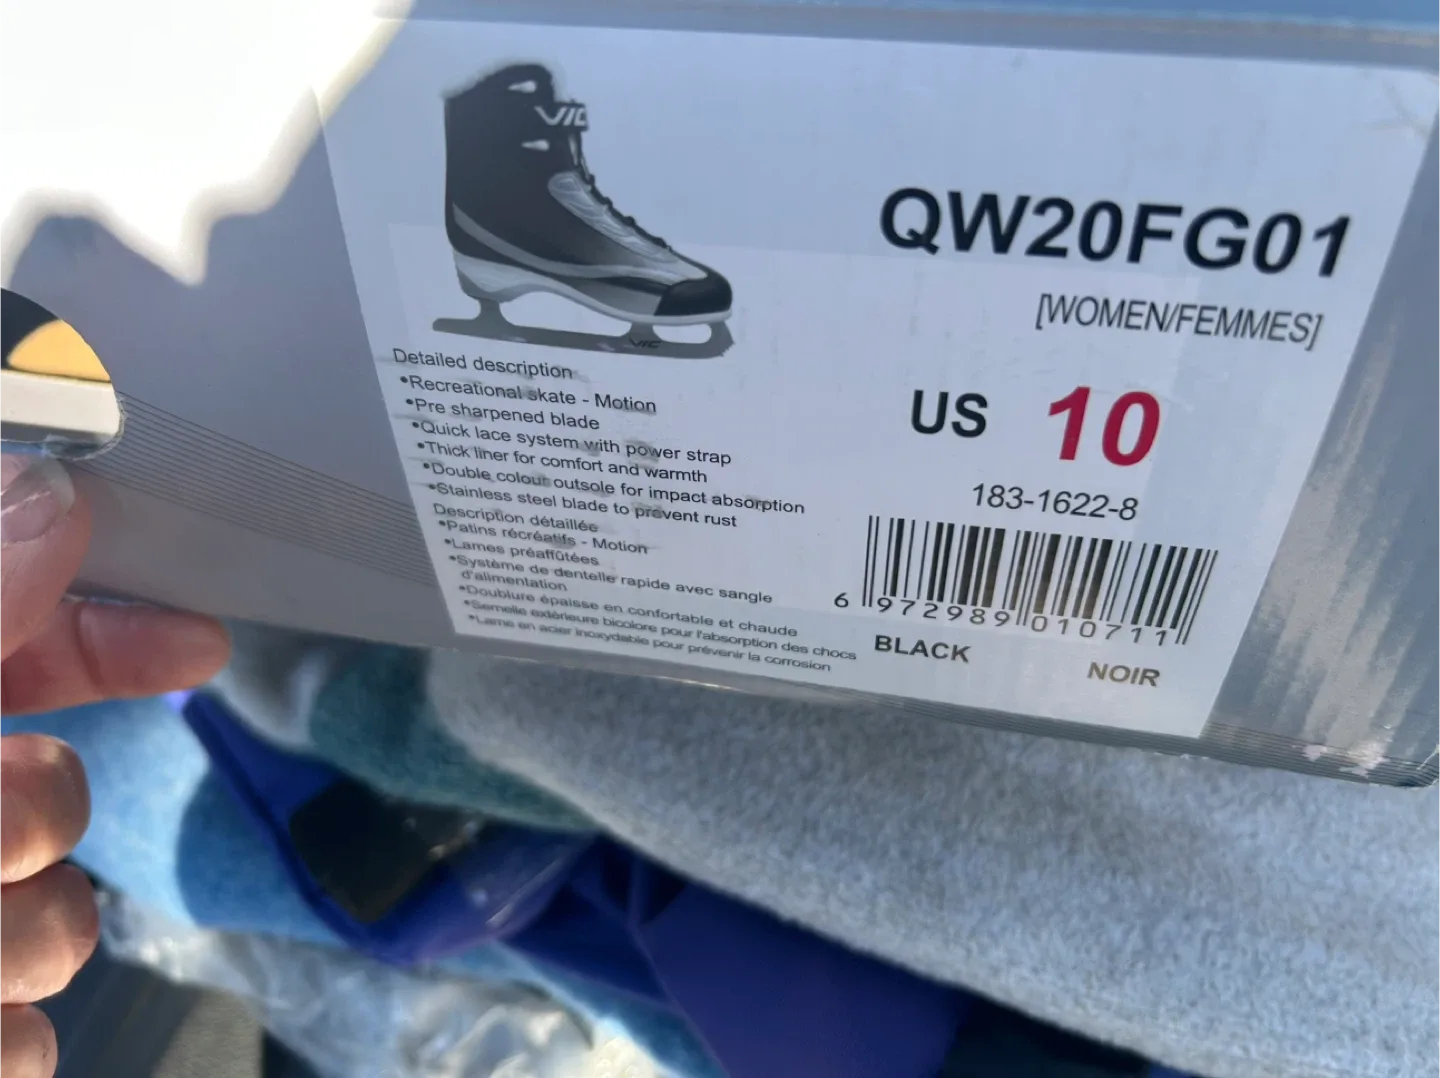 VIC
VIC
QW20FG01
[WOMEN/FEMMES]
US 10
183-1622-8
6 972989 010711
BLACK
NOIR
Detailed description
•Recreational skate - Motion
•Pre sharpened blade
•Quick lace system with power strap
•Thick liner for comfort and warmth
•Double colour outsole for impact absorption
•Stainless steel blade to prevent rust
Description détaillée
•Patins récréatifs - Motion
•Lames préaffûtées
•Système de dentelle rapide avec sangle
d'alimentation
•Doublure épaisse en confortable et chaude
•Semelle extérieure bicolore pour l'absorption des chocs
•Lame en acier inoxydable pour prévenir la corrosion